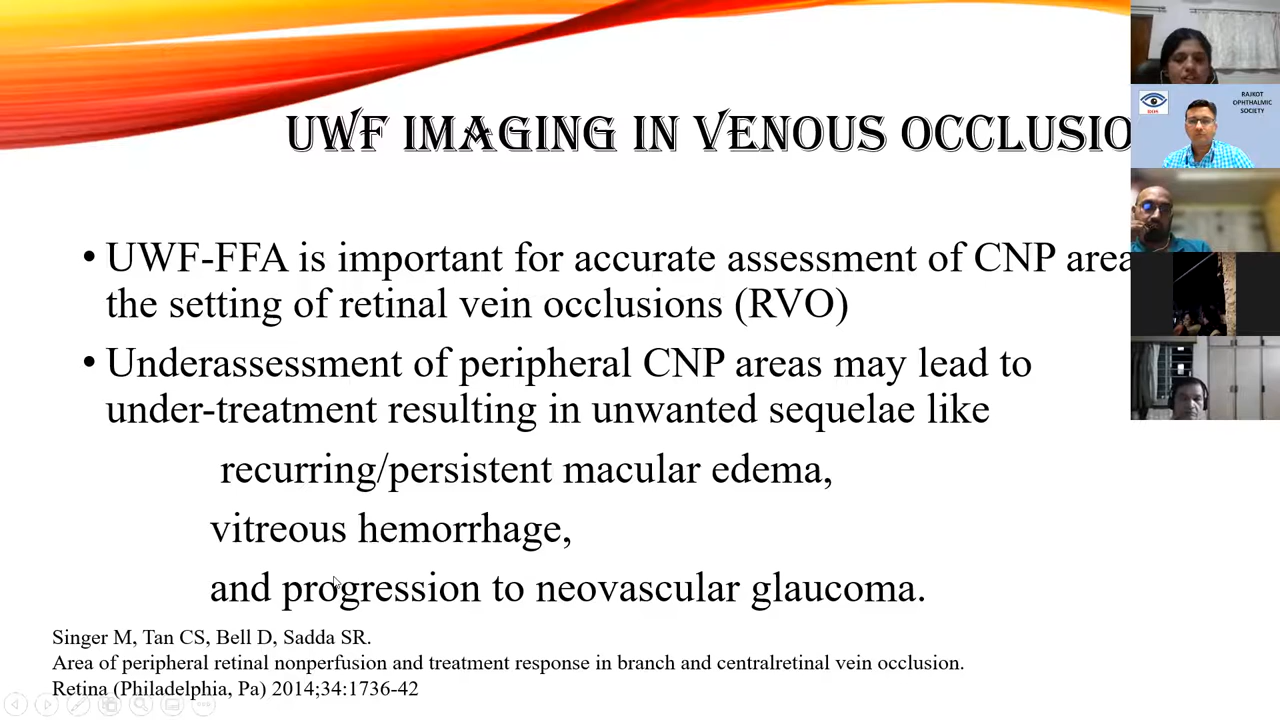 UWF IMAGING IN VENOUS OCCLUSIO
• UWF-FFA is important for accurate assessment of CNP area
the setting of retinal vein occlusions (RVO)
• Underassessment of peripheral CNP areas may lead to
under-treatment resulting in unwanted sequelae like
recurring/persistent macular edema,
vitreous hemorrhage,
and progression to neovascular glaucoma.
Singer M, Tan CS, Bell D, Sadda SR.
Area of peripheral retinal nonperfusion and treatment response in branch and centralretinal vein occlusion.
Retina (Philadelphia, Pa) 2014;34:1736-42
RAJKOT
OPHTHALMIC
SOCIETY